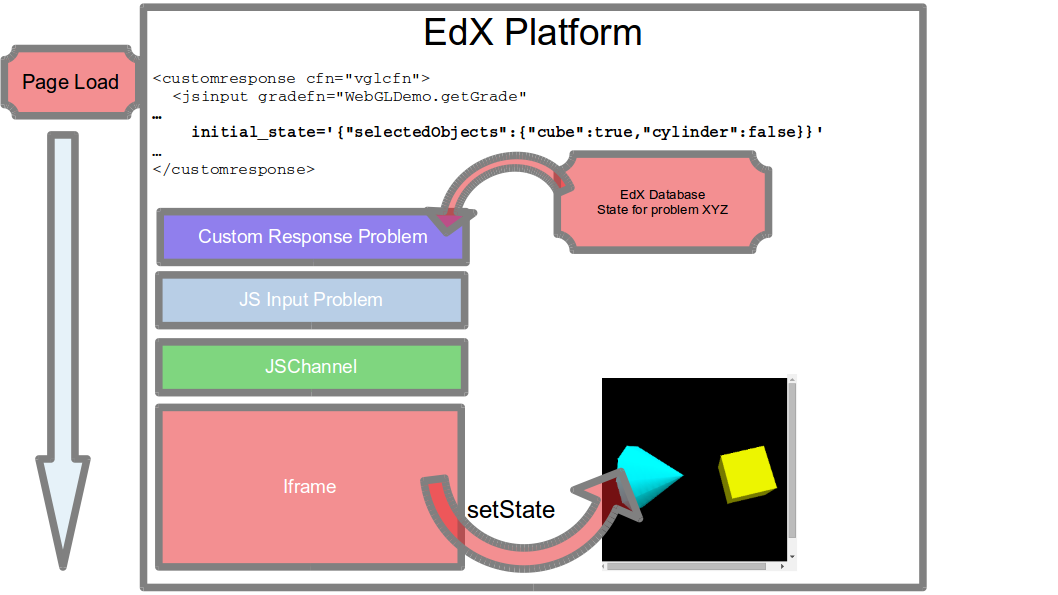 EdX Platform
Page Load
<customresponse cfn="vglcfn">
<jsinput gradefn="WebGLDemo.getGrade"
…
initial_state='{"selectedObjects":{"cube":true,"cylinder":false}}'
…
</customresponse>
EdX Database
State for problem XYZ
Custom Response Problem
JS Input Problem
JSChannel
Iframe
setState